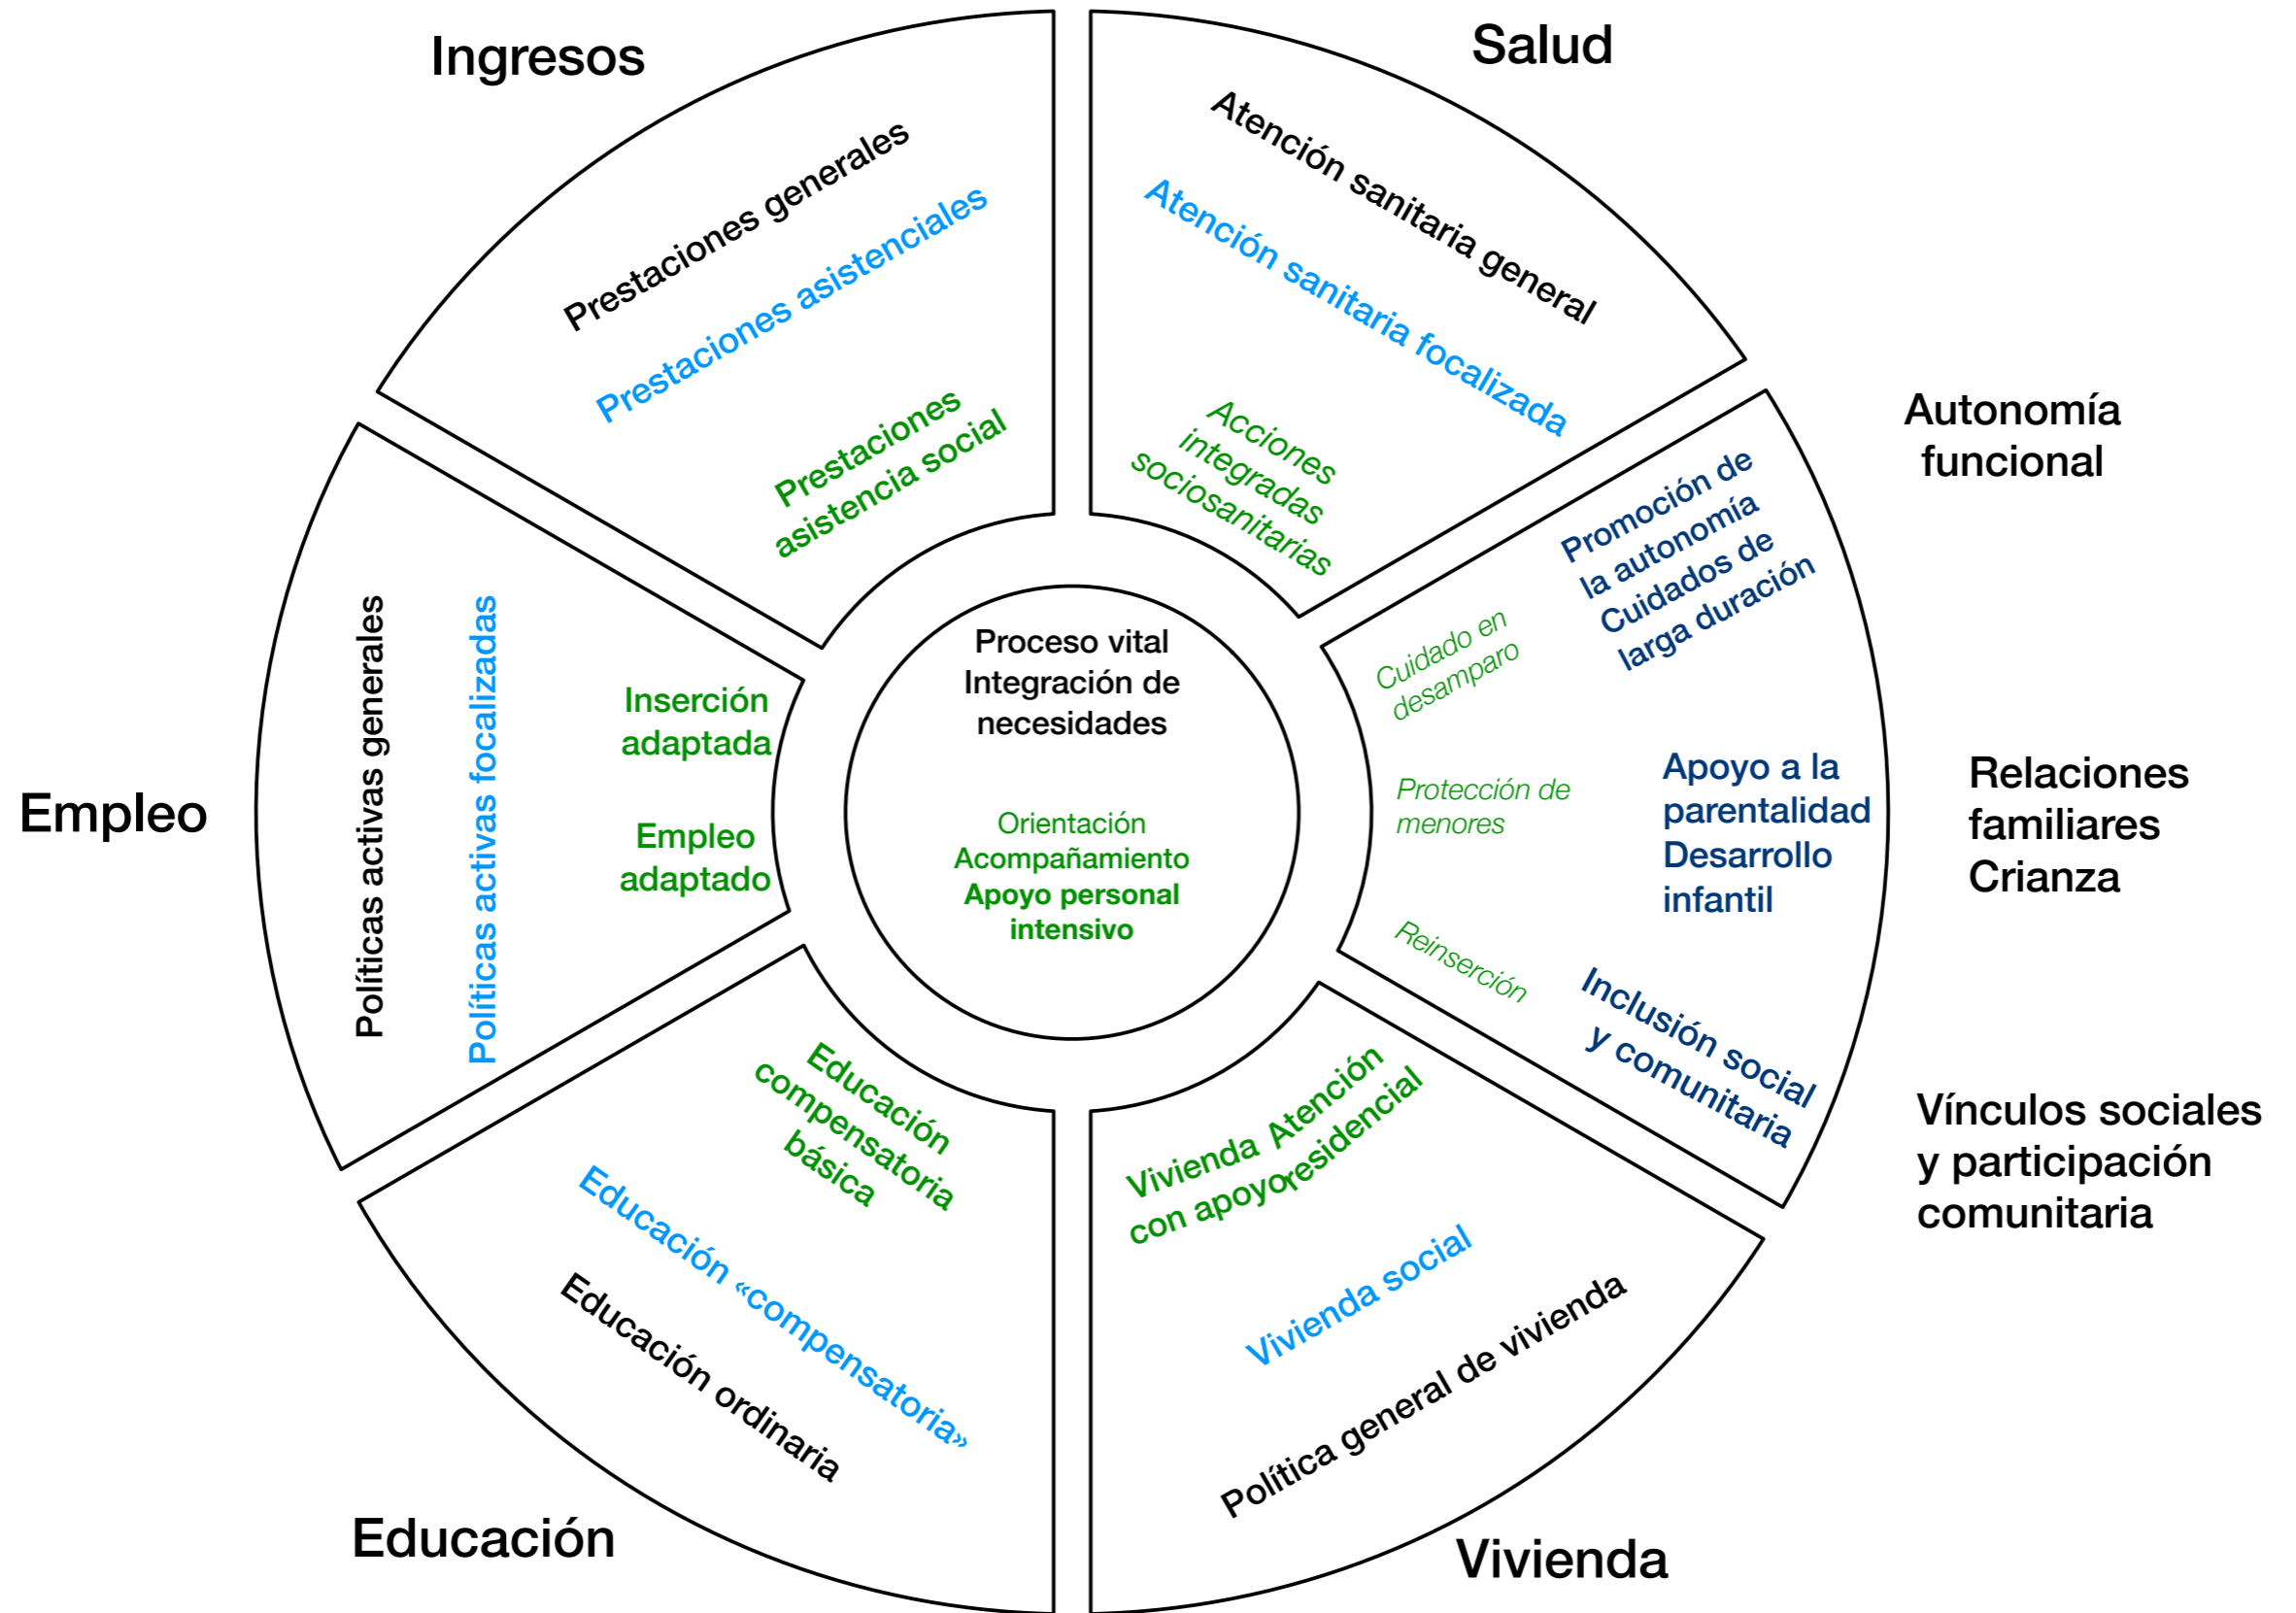 Ingresos
Prestaciones generales
Prestaciones asistenciales
Prestaciones
asistencia social
Salud
Atención sanitaria general
Atención sanitaria focalizada
Acciones
integradas
sociosanitarias
Autonomía
funcional
Promoción de
la autonomía
Cuidados de
larga duración
Cuidado en
desamparo
Relaciones
familiares
Crianza
Apoyo a la
parentalidad
Desarrollo
infantil
Protección de
menores
Vínculos sociales
y participación
comunitaria
Inclusión social
y comunitaria
Reinserción
Proceso vital
Integración de
necesidades
Orientación
Acompañamiento
Apoyo personal
intensivo
Empleo
Políticas activas generales
Políticas activas focalizadas
Inserción
adaptada
Empleo
adaptado
Educación
compensatoria
básica
Educación «compensatoria»
Educación ordinaria
Educación
Vivienda
con apoyo
Atención
residencial
Vivienda social
Política general de vivienda
Vivienda